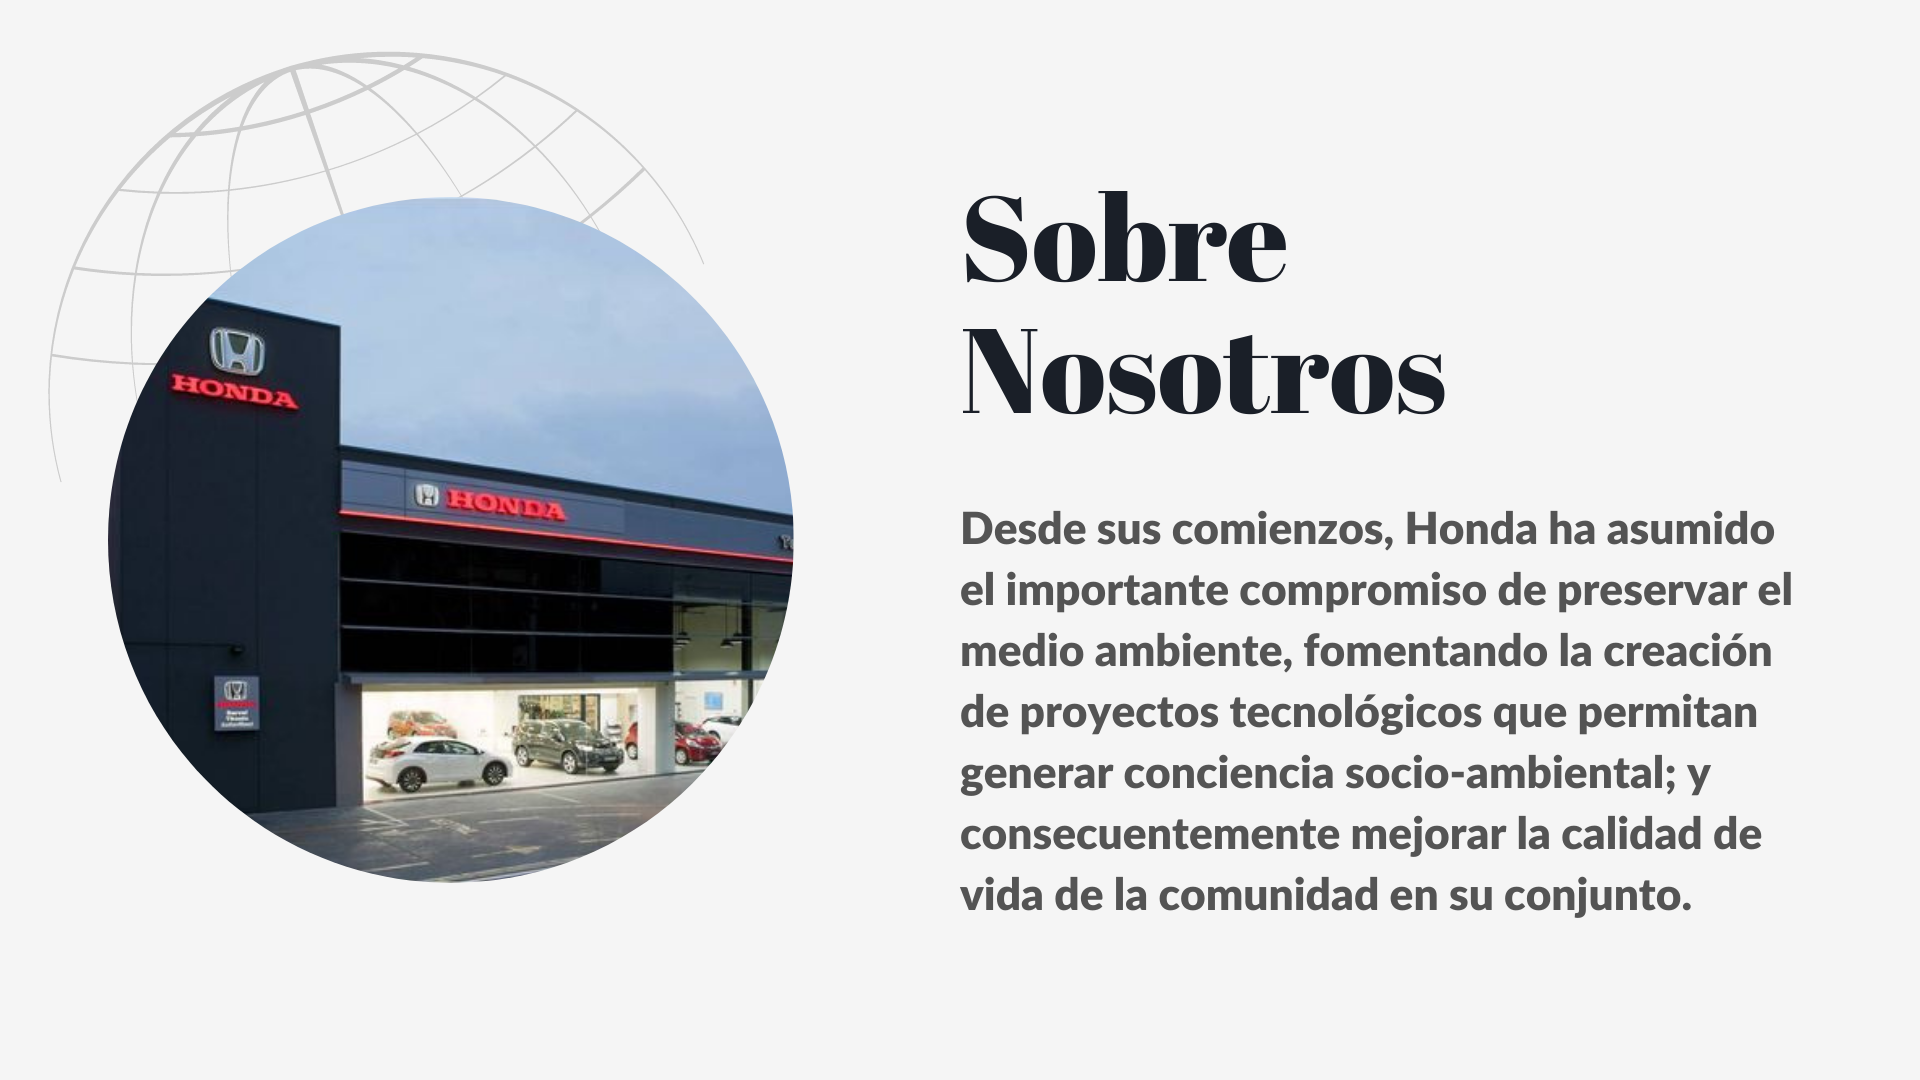 Sobre
Nosotros
Desde sus comienzos, Honda ha asumido
el importante compromiso de preservar el
medio ambiente, fomentando la creación
de proyectos tecnológicos que permitan
generar conciencia socio-ambiental; y
consecuentemente mejorar la calidad de
vida de la comunidad en su conjunto.
HONDA
HONDA